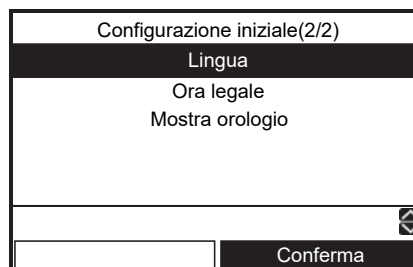 Configurazione iniziale(2/2)
Lingua
Ora legale
Mostra orologio
Conferma